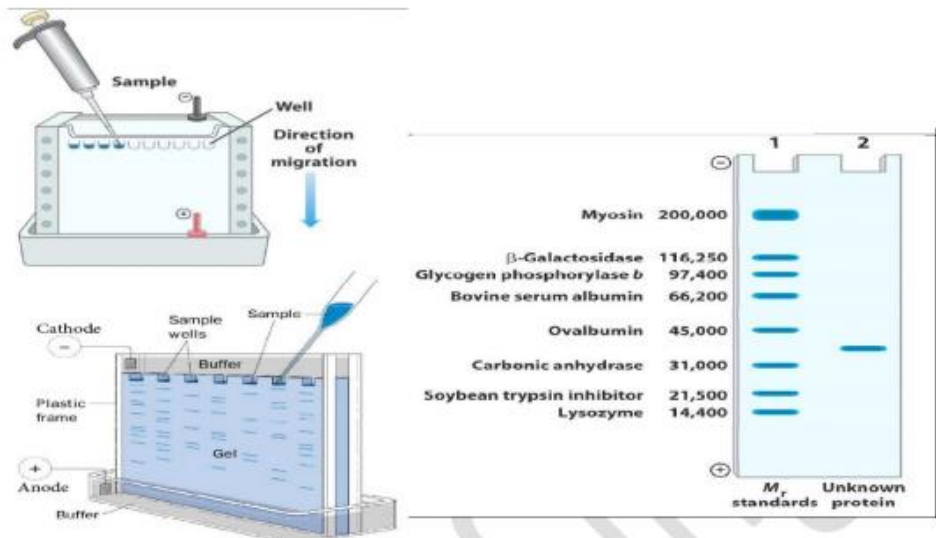 Sample
−
Well
Direction
of
migration
+
Sample
wells
Sample
Cathode
−
Buffer
Plastic
frame
Gel
+
Anode
Buffer
1 2
−
Myosin 200,000
β-Galactosidase 116,250
Glycogen phosphorylase b 97,400
Bovine serum albumin 66,200
Ovalbumin 45,000
Carbonic anhydrase 31,000
Soybean trypsin inhibitor 21,500
Lysozyme 14,400
+
Mr Unknown
standards protein